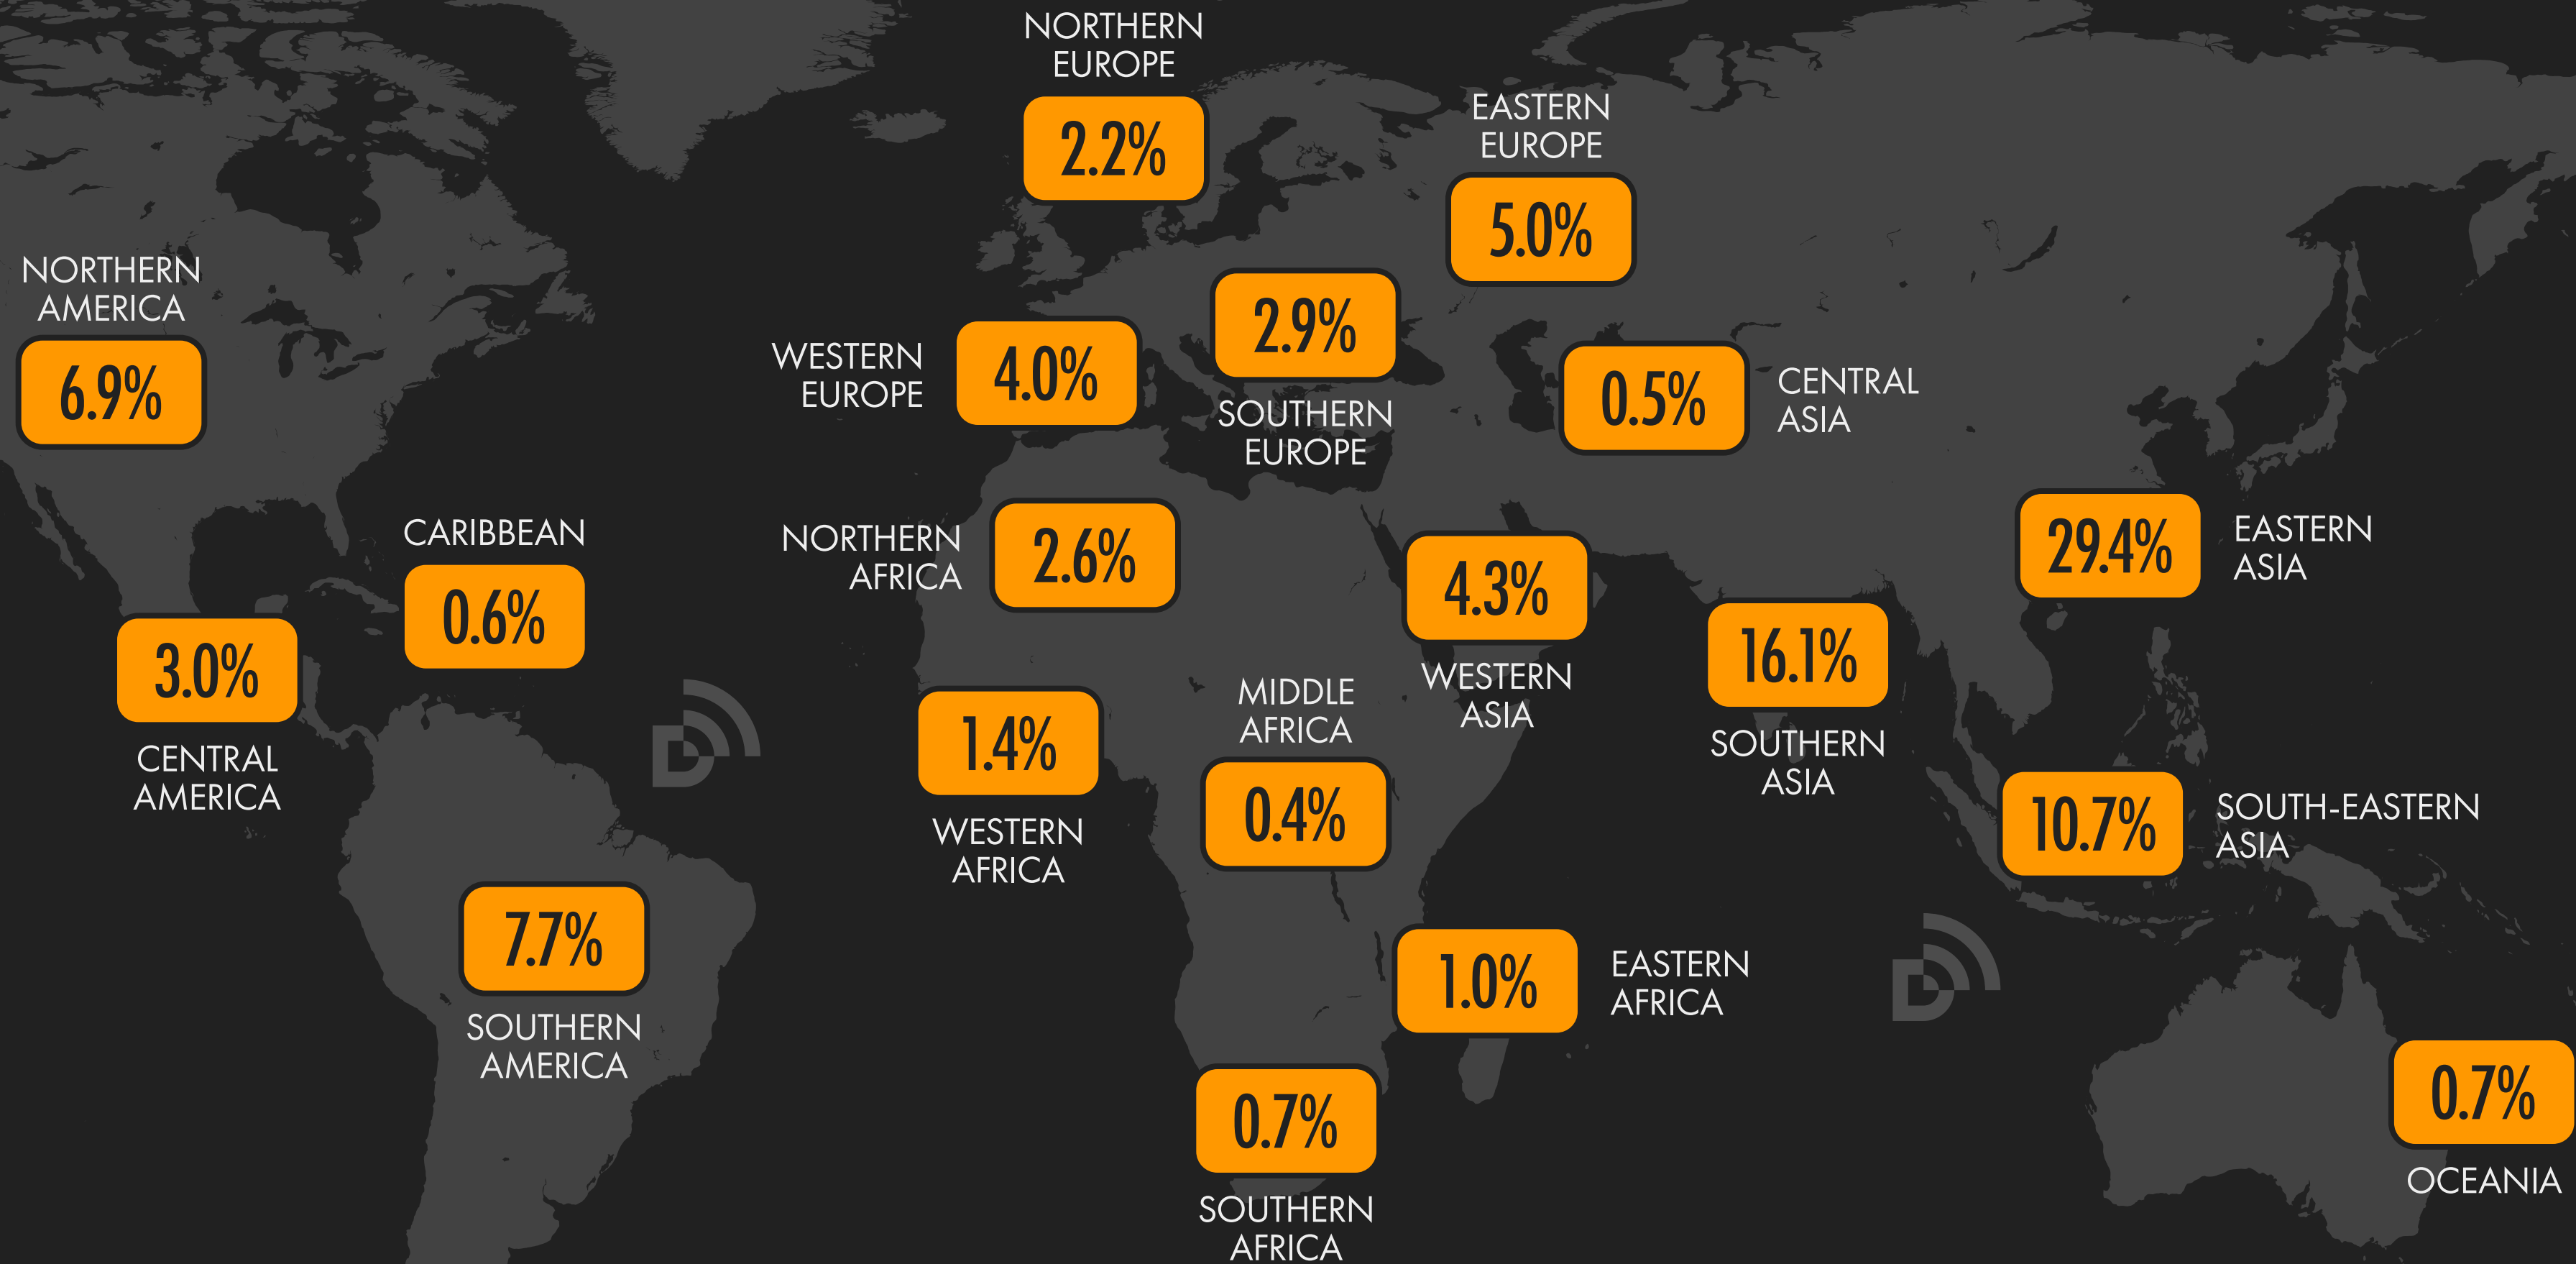 NORTHERN
EUROPE
2.2%
EASTERN
EUROPE
5.0%
NORTHERN
AMERICA
6.9%
WESTERN
EUROPE
4.0%
2.9%
SOUTHERN
EUROPE
0.5%
CENTRAL
ASIA
CARIBBEAN
0.6%
NORTHERN
AFRICA
2.6%
4.3%
WESTERN
ASIA
29.4%
EASTERN
ASIA
3.0%
CENTRAL
AMERICA
16.1%
SOUTHERN
ASIA
1.4%
WESTERN
AFRICA
MIDDLE
AFRICA
0.4%
10.7%
SOUTH-EASTERN
ASIA
7.7%
SOUTHERN
AMERICA
1.0%
EASTERN
AFRICA
0.7%
SOUTHERN
AFRICA
0.7%
OCEANIA